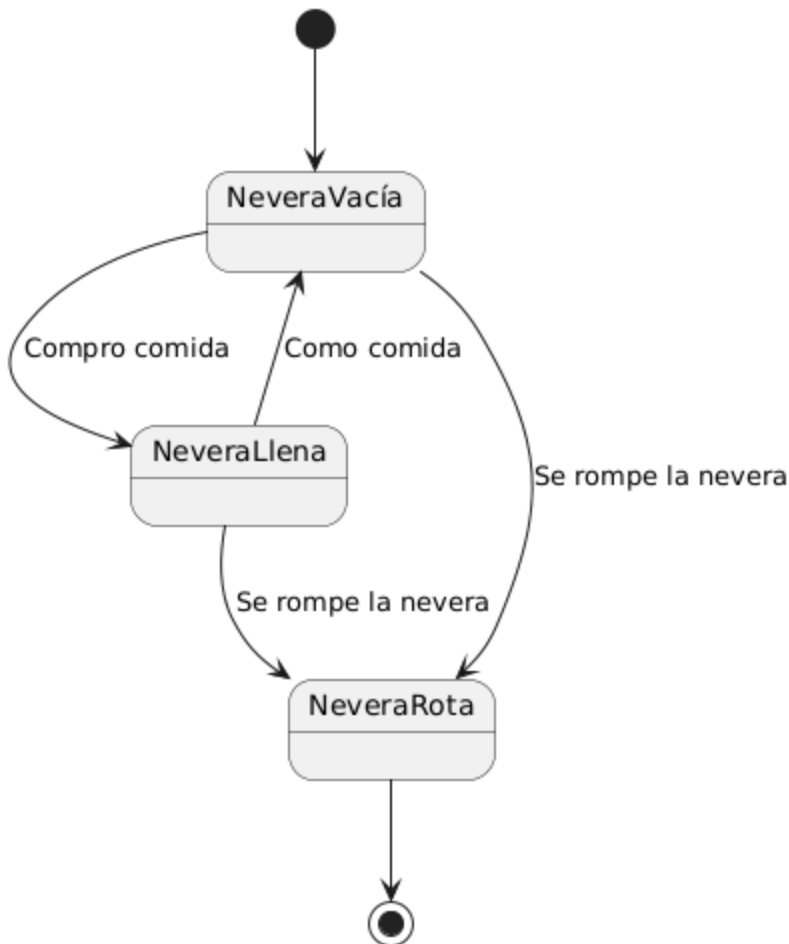 NeveraVacía
Compro comida
Como comida
NeveraLlena
Se rompe la nevera
Se rompe la nevera
NeveraRota